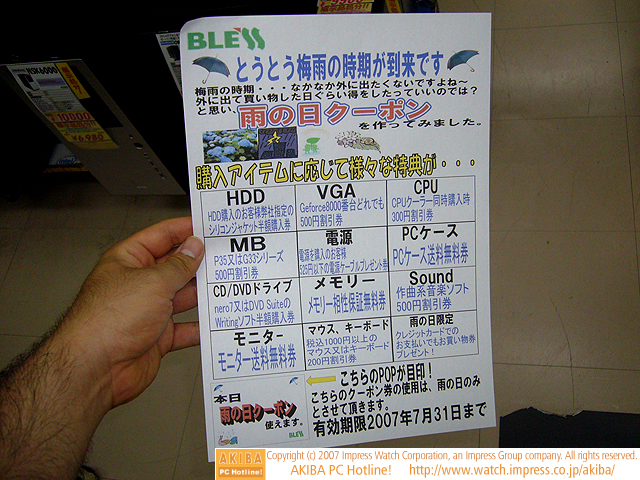 BLESS
とうとう梅雨の時期が到来です
梅雨の時期・・・なかなか外に出たくないですよね～
外に出て買い物した日ぐらい得をしたっていいのでは？
と思い、雨の日クーポン
を作ってみました。
購入アイテムに応じて様々な特典が・・・
HDD
HDD購入のお客様弊社指定の
シリコンジャケット半額購入券
VGA
Geforce8000番台どれでも
500円割引券
CPU
CPUクーラー同時購入時
300円割引券
MB
P35又はG33シリーズ
500円割引券
電源
電源を購入のお客様
525円以下の電源ケーブルプレゼント券
PCケース
PCケース送料無料券
CD/DVDドライブ
nero7又はDVD Suiteの
Writingソフト半額購入券
メモリー
メモリー相性保証無料券
Sound
作曲系音楽ソフト
500円割引券
モニター
モニター送料無料券
マウス、キーボード
税込1000円以上の
マウス又はキーボード
200円割引券
雨の日限定
クレジットカードでの
お支払いでもお買い物券
プレゼント！
本日
雨の日クーポン
使えます。
BLESS
こちらのPOPが目印！
こちらのクーポン券の使用は、雨の日のみ
とさせて頂きます。
有効期限2007年7月31日まで
AKIBA
PC Hotline!
Copyright (c) 2007 Impress Watch Corporation, an Impress Group company. All rights reserved.
AKIBA PC Hotline! http://www.watch.impress.co.jp/akiba/